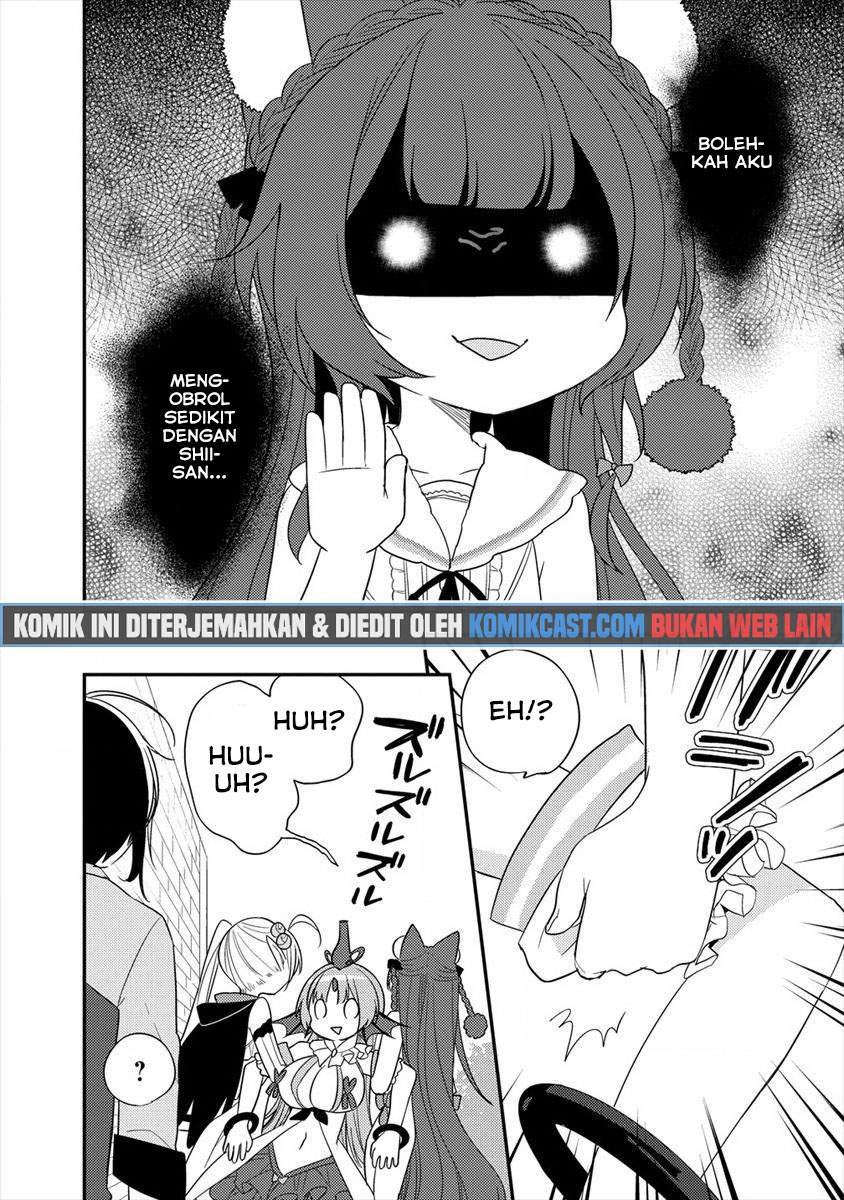 BOLEH-
KAH AKU
MENG-
OBROL
SEDIKIT
DENGAN
SHII-
SAN...
KOMIK INI DITERJEMAHKAN & DIEDIT OLEH KOMIKCAST.COM BUKAN WEB LAIN
EH!?
HUH?
HUU-
UH?
ズルズルズル
?